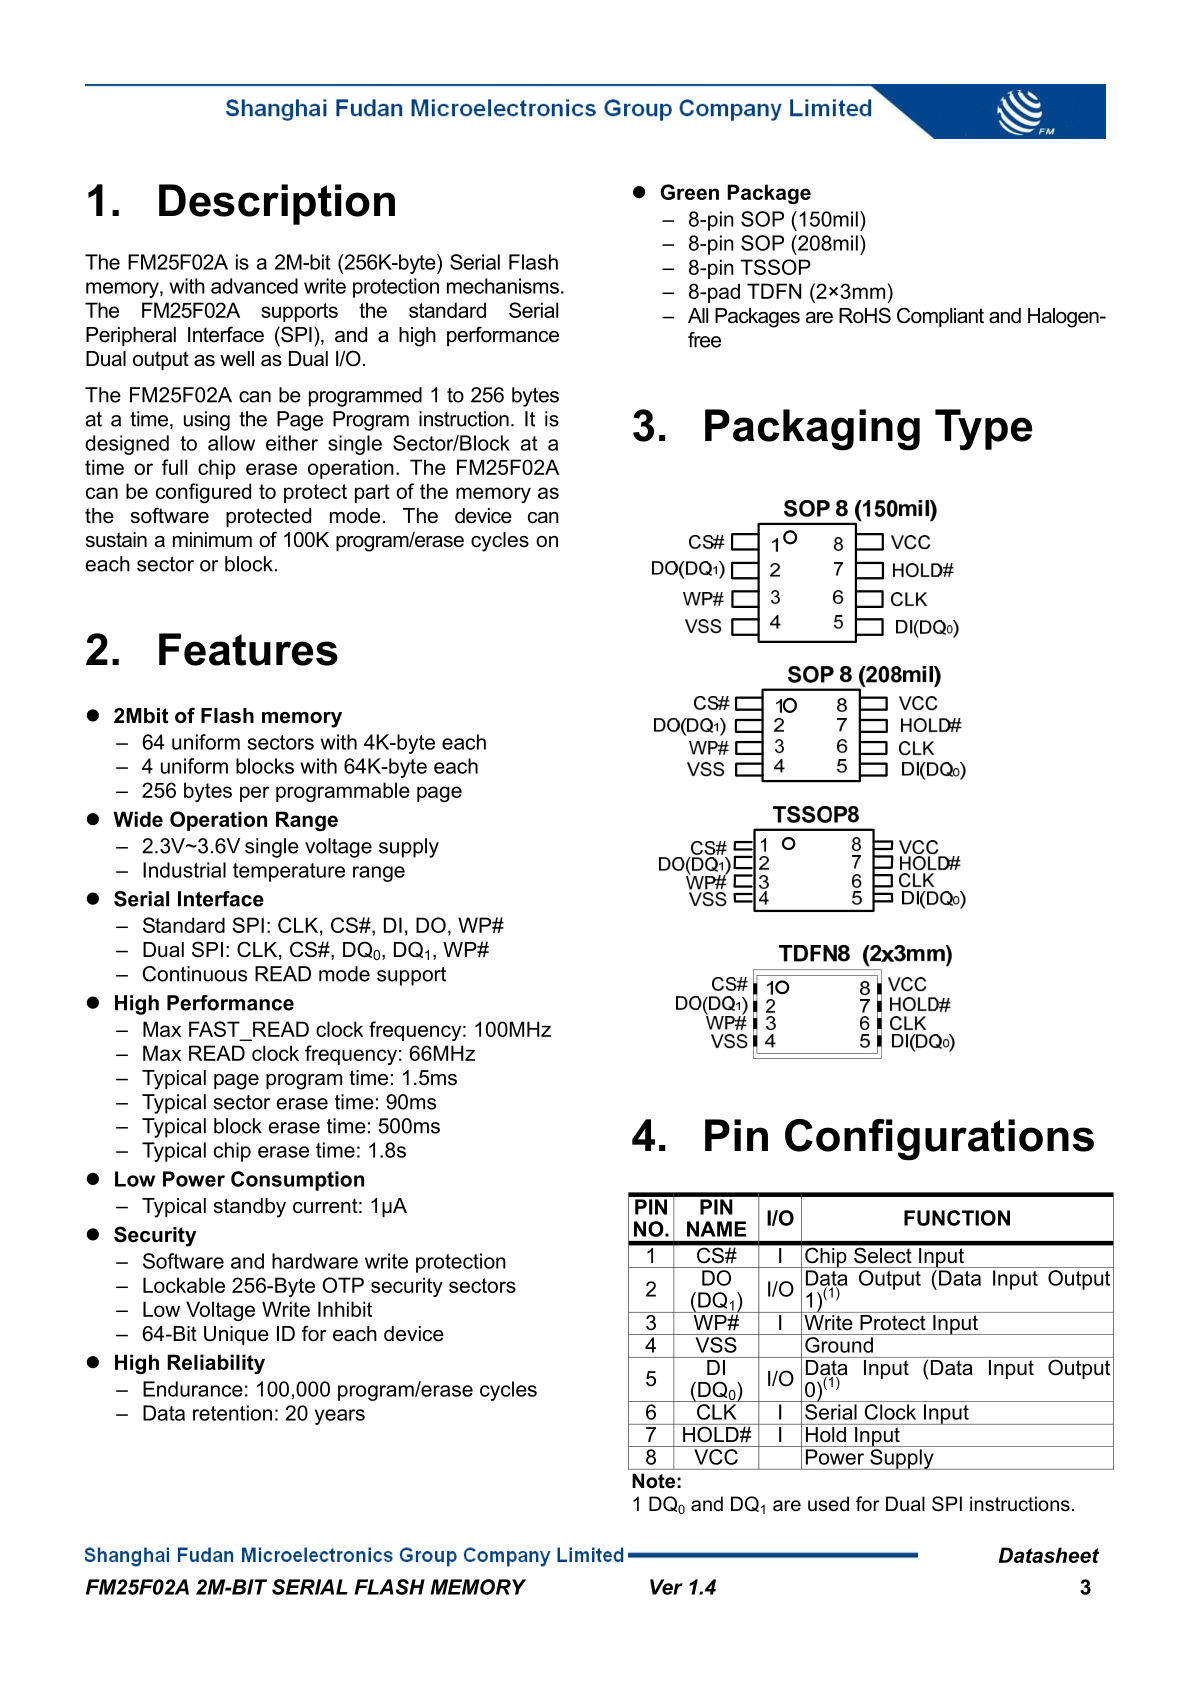 Shanghai Fudan Microelectronics Group Company Limited
FM
1. Description
The FM25F02A is a 2M-bit (256K-byte) Serial Flash
memory, with advanced write protection mechanisms.
The FM25F02A supports the standard Serial
Peripheral Interface (SPI), and a high performance
Dual output as well as Dual I/O.
The FM25F02A can be programmed 1 to 256 bytes
at a time, using the Page Program instruction. It is
designed to allow either single Sector/Block at a
time or full chip erase operation. The FM25F02A
can be configured to protect part of the memory as
the software protected mode. The device can
sustain a minimum of 100K program/erase cycles on
each sector or block.
2. Features
● 2Mbit of Flash memory
– 64 uniform sectors with 4K-byte each
– 4 uniform blocks with 64K-byte each
– 256 bytes per programmable page
● Wide Operation Range
– 2.3V~3.6V single voltage supply
– Industrial temperature range
● Serial Interface
– Standard SPI: CLK, CS#, DI, DO, WP#
– Dual SPI: CLK, CS#, DQ0, DQ1, WP#
– Continuous READ mode support
● High Performance
– Max FAST_READ clock frequency: 100MHz
– Max READ clock frequency: 66MHz
– Typical page program time: 1.5ms
– Typical sector erase time: 90ms
– Typical block erase time: 500ms
– Typical chip erase time: 1.8s
● Low Power Consumption
– Typical standby current: 1µA
● Security
– Software and hardware write protection
– Lockable 256-Byte OTP security sectors
– Low Voltage Write Inhibit
– 64-Bit Unique ID for each device
● High Reliability
– Endurance: 100,000 program/erase cycles
– Data retention: 20 years
● Green Package
– 8-pin SOP (150mil)
– 8-pin SOP (208mil)
– 8-pin TSSOP
– 8-pad TDFN (2×3mm)
– All Packages are RoHS Compliant and Halogen-
free
3. Packaging Type
SOP 8 (150mil)
CS# 1 8 VCC
DO(DQ1) 2 7 HOLD#
WP# 3 6 CLK
VSS 4 5 DI(DQ0)
SOP 8 (208mil)
CS# 1 8 VCC
DO(DQ1) 2 7 HOLD#
WP# 3 6 CLK
VSS 4 5 DI(DQ0)
TSSOP8
CS# 1 8 VCC
DO(DQ1) 2 7 HOLD#
WP# 3 6 CLK
VSS 4 5 DI(DQ0)
TDFN8 (2x3mm)
CS# 1 8 VCC
DO(DQ1) 2 7 HOLD#
WP# 3 6 CLK
VSS 4 5 DI(DQ0)
4. Pin Configurations
PIN NO. PIN NAME I/O FUNCTION
1 CS# I Chip Select Input
2 DO (DQ1) I/O Data Output (Data Input Output 1)(1)
3 WP# I Write Protect Input
4 VSS Ground
5 DI (DQ0) I/O Data Input (Data Input Output 0)(1)
6 CLK I Serial Clock Input
7 HOLD# I Hold Input
8 VCC Power Supply
Note:
1 DQ0 and DQ1 are used for Dual SPI instructions.
Shanghai Fudan Microelectronics Group Company Limited Datasheet
FM25F02A 2M-BIT SERIAL FLASH MEMORY Ver 1.4 3